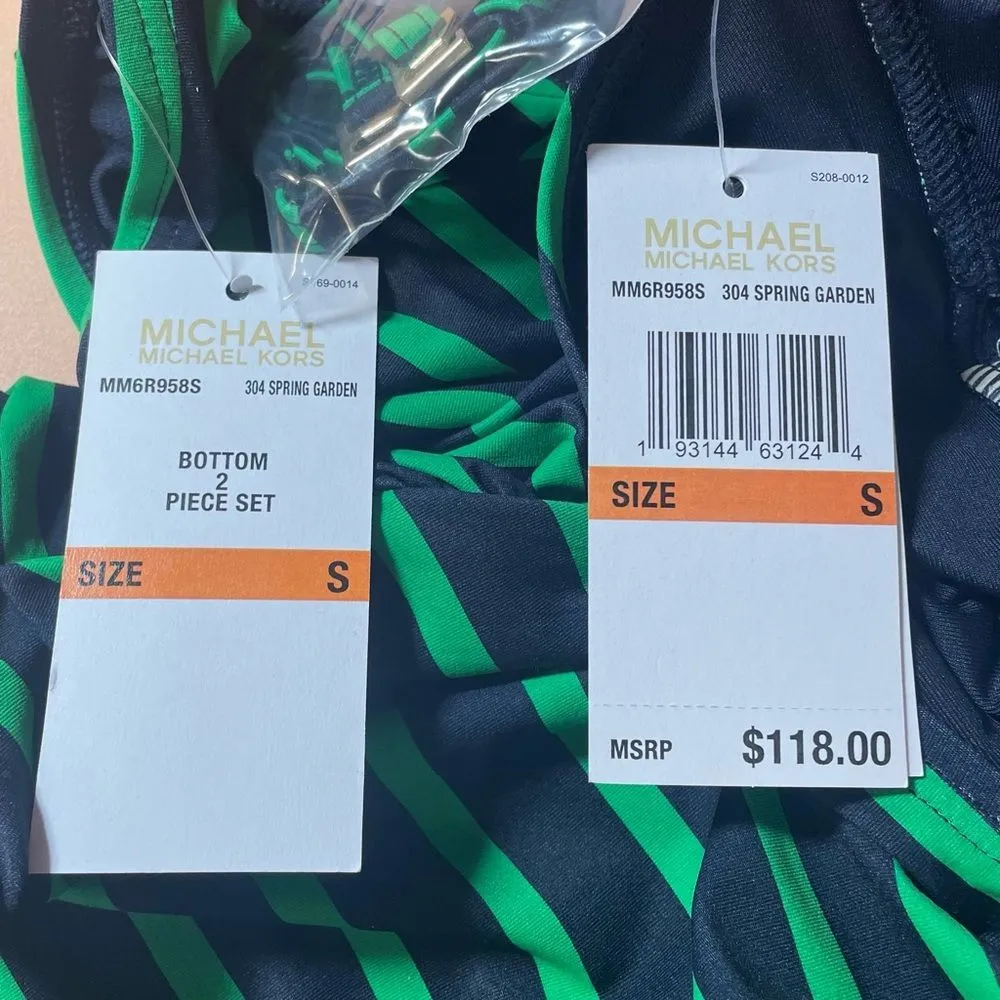 MICHAEL
MICHAEL KORS
MM6R958S 304 SPRING GARDEN
BOTTOM
2
PIECE SET
SIZE S
S208-0012
MICHAEL
MICHAEL KORS
MM6R958S 304 SPRING GARDEN
1 93144 63124 4
SIZE S
MSRP $118.00